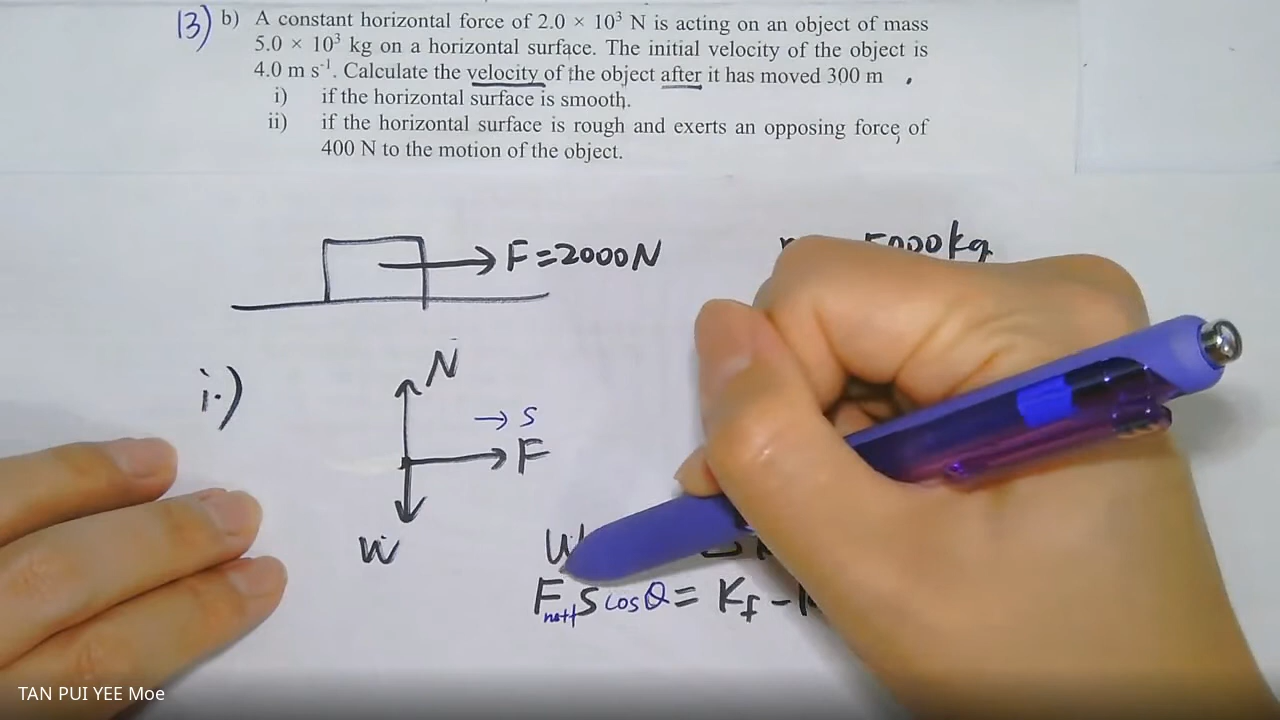 13) b) A constant horizontal force of 2.0 × 10³ N is acting on an object of mass
5.0 × 10³ kg on a horizontal surface. The initial velocity of the object is
4.0 m s⁻¹. Calculate the velocity of the object after it has moved 300 m .
i) if the horizontal surface is smooth.
ii) if the horizontal surface is rough and exerts an opposing force of
400 N to the motion of the object.
F=2000N
5000kg
i.)
N
→ s
F
W
W
F nett s cos θ = Kf -
TAN PUI YEE Moe